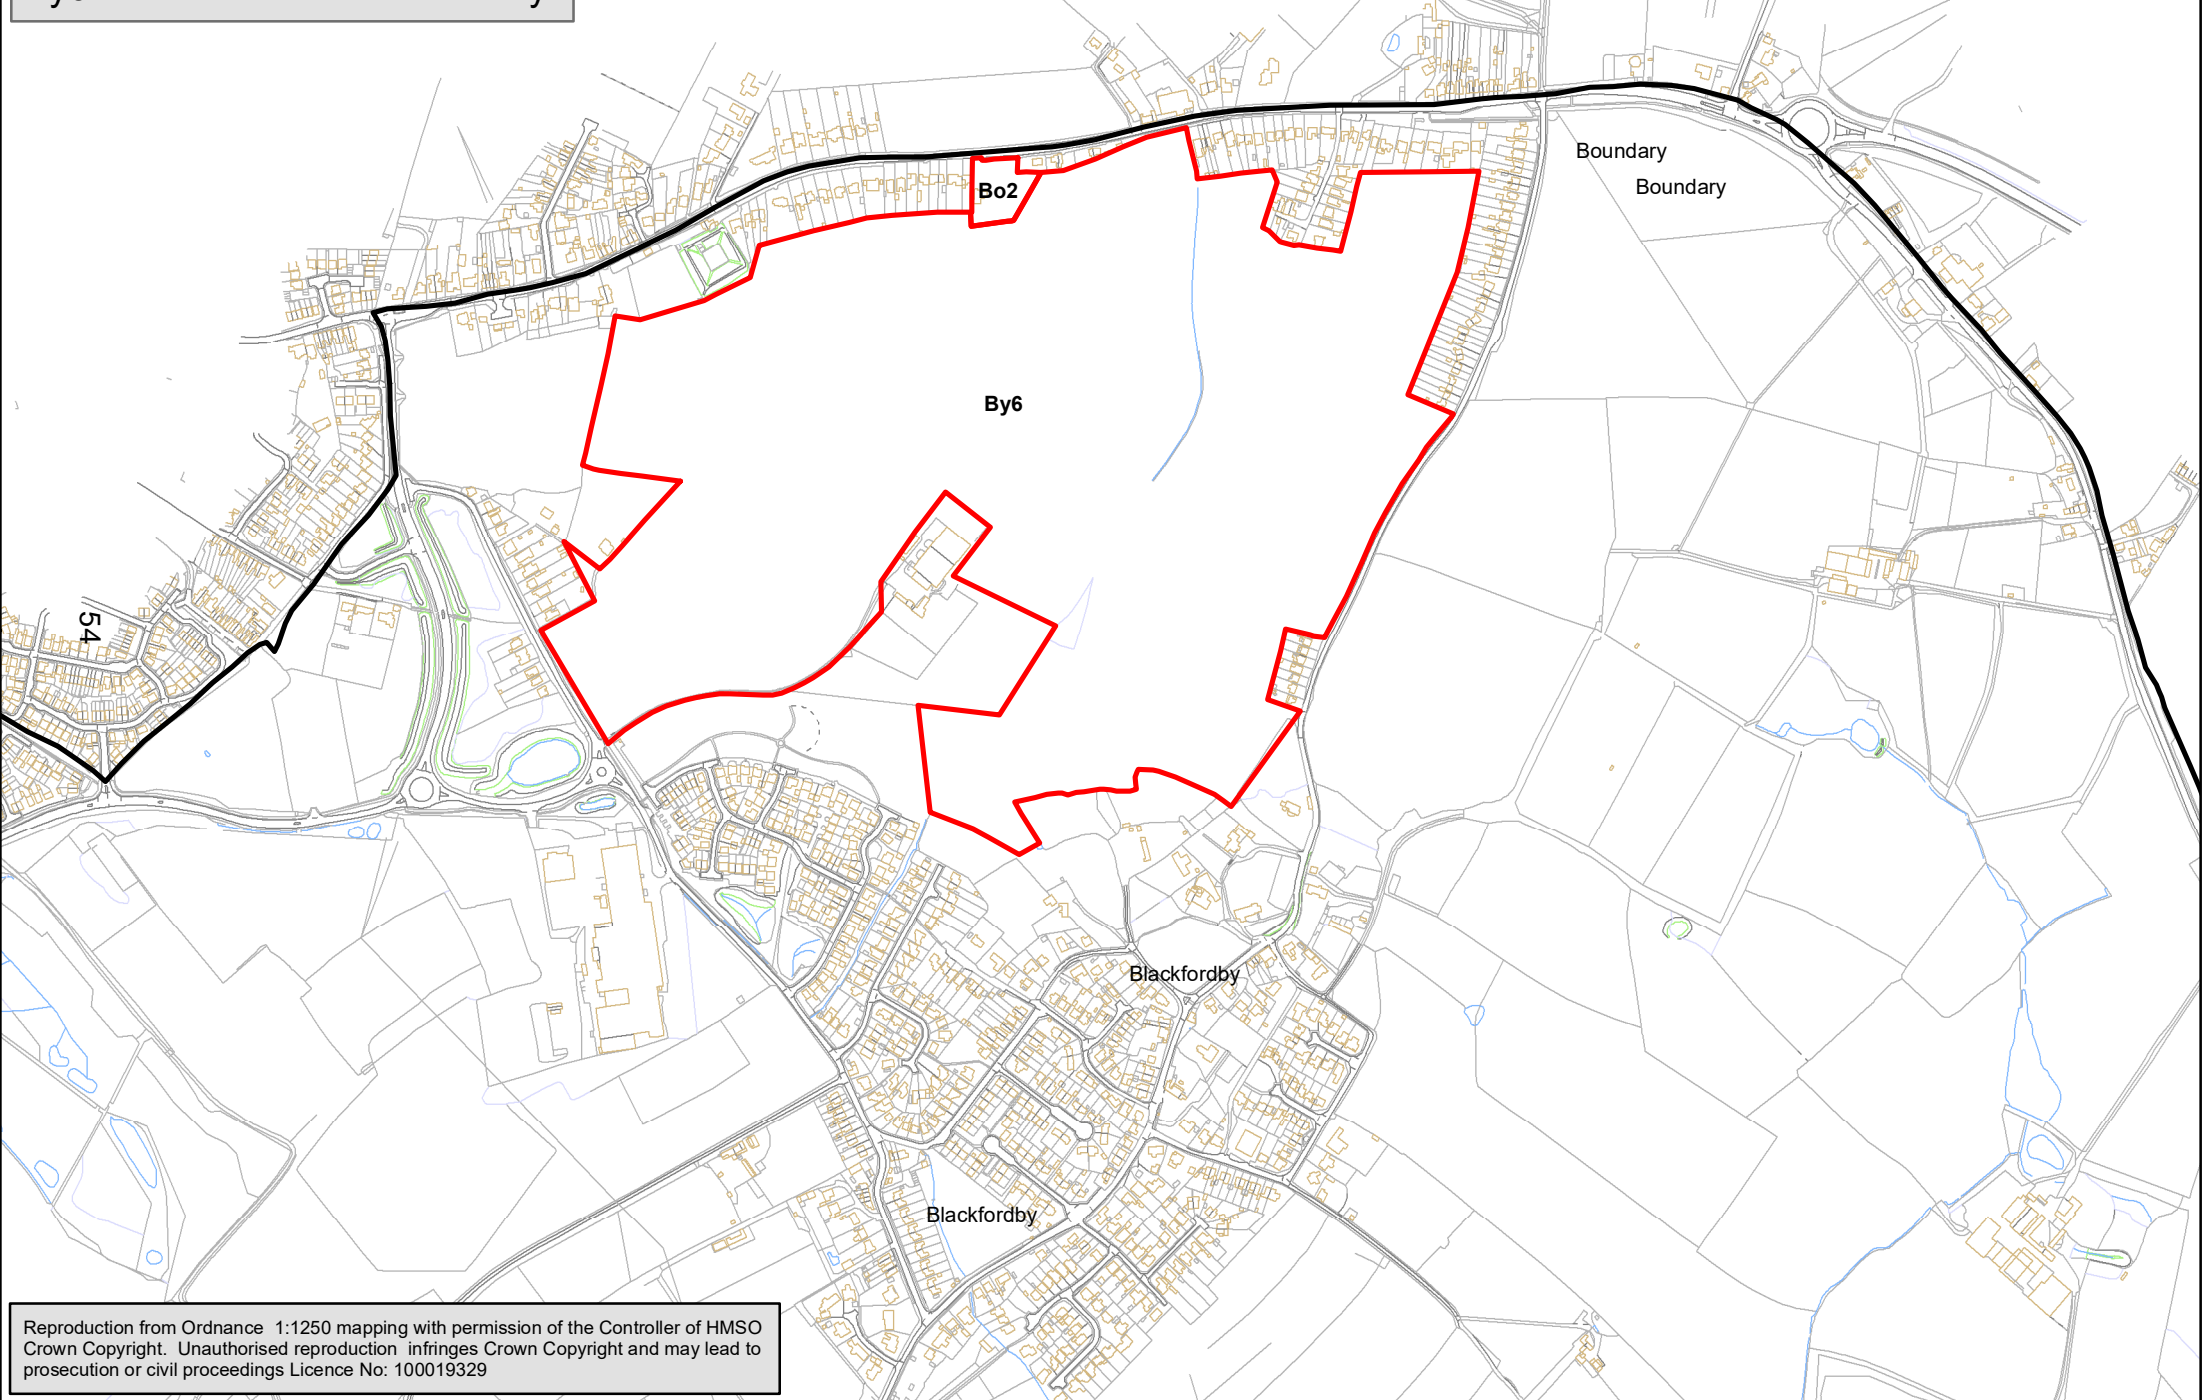 Boundary
Boundary
Bo2
By6
54
Blackfordby
Blackfordby
Reproduction from Ordnance 1:1250 mapping with permission of the Controller of HMSO
Crown Copyright. Unauthorised reproduction infringes Crown Copyright and may lead to
prosecution or civil proceedings Licence No: 100019329